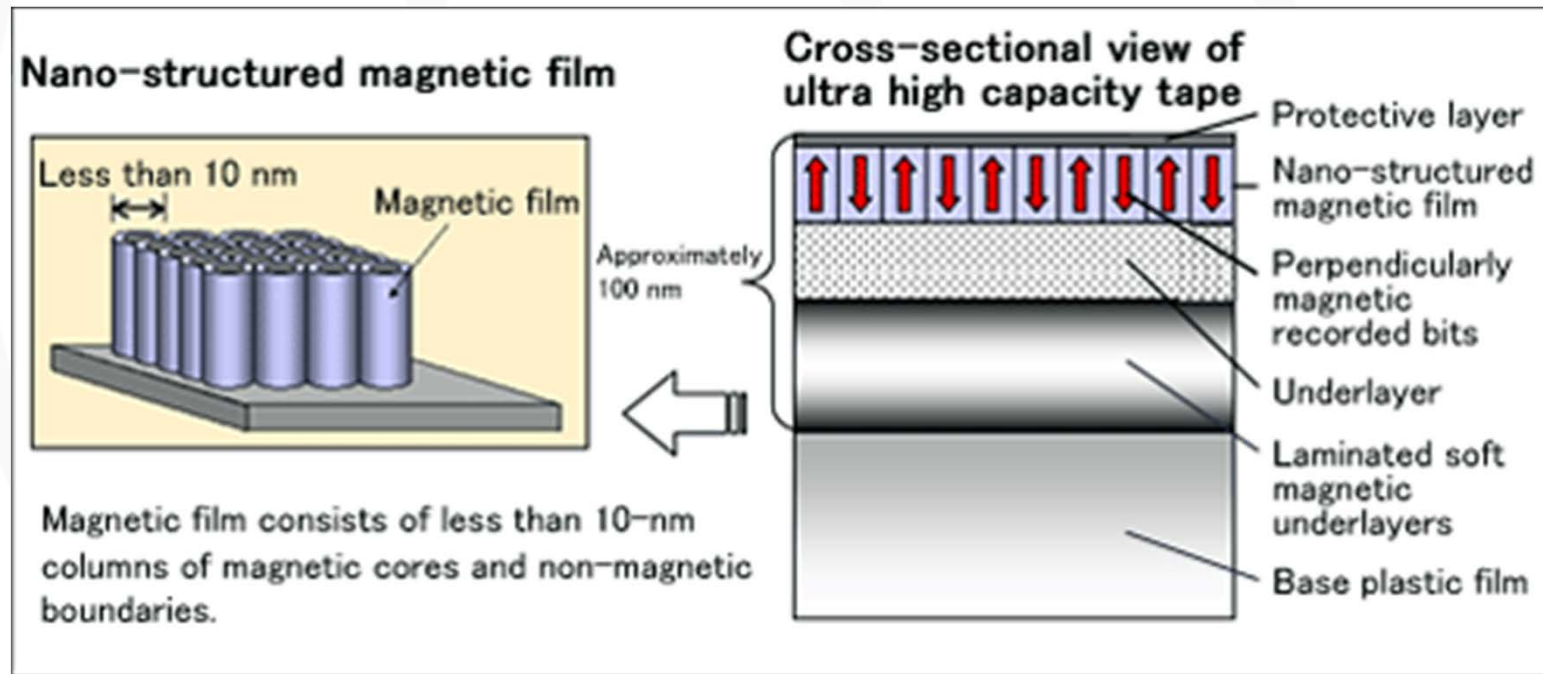 Nano-structured magnetic film
Less than 10 nm
Magnetic film
Magnetic film consists of less than 10-nm
columns of magnetic cores and non-magnetic
boundaries.
Cross-sectional view of
ultra high capacity tape
Approximately
100 nm
Protective layer
Nano-structured
magnetic film
Perpendicularly
magnetic
recorded bits
Underlayer
Laminated soft
magnetic
underlayers
Base plastic film